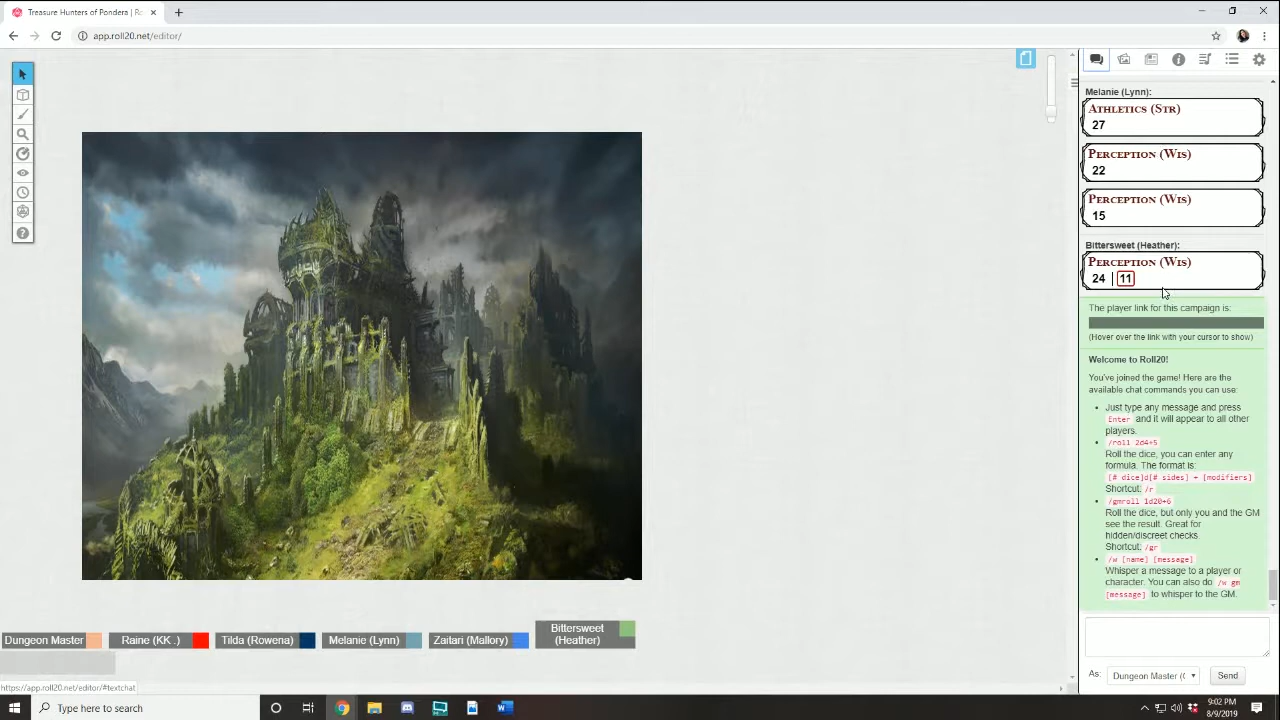 Treasure Hunters of Pondera | Ro
app.roll20.net/editor/
Melanie (Lynn):
Athletics (Str)
27
Perception (Wis)
22
Perception (Wis)
15
Bittersweet (Heather):
Perception (Wis)
24 | 11
The player link for this campaign is:
(Hover over the link with your cursor to show)
Welcome to Roll20!
You've joined the game! Here are the
available chat commands you can use:
• Just type any message and press
Enter and it will appear to all other
players.
• /roll 2d4+5
Roll the dice, you can enter any
formula. The format is:
[# dice]d[# sides] + [modifiers]
Shortcut: /r
• /gmroll 1d20+6
Roll the dice, but only you and the GM
see the result. Great for
hidden/discreet checks.
Shortcut: /gr
• /w [name] [message]
Whisper a message to a player or
character. You can also do /w gm
[message] to whisper to the GM.
Dungeon Master
Raine (KK .)
Tilda (Rowena)
Melanie (Lynn)
Zaitari (Mallory)
Bittersweet
(Heather)
As:
Dungeon Master (
Send
https://app.roll20.net/editor/#textchat
Type here to search
9:02 PM
8/9/2019